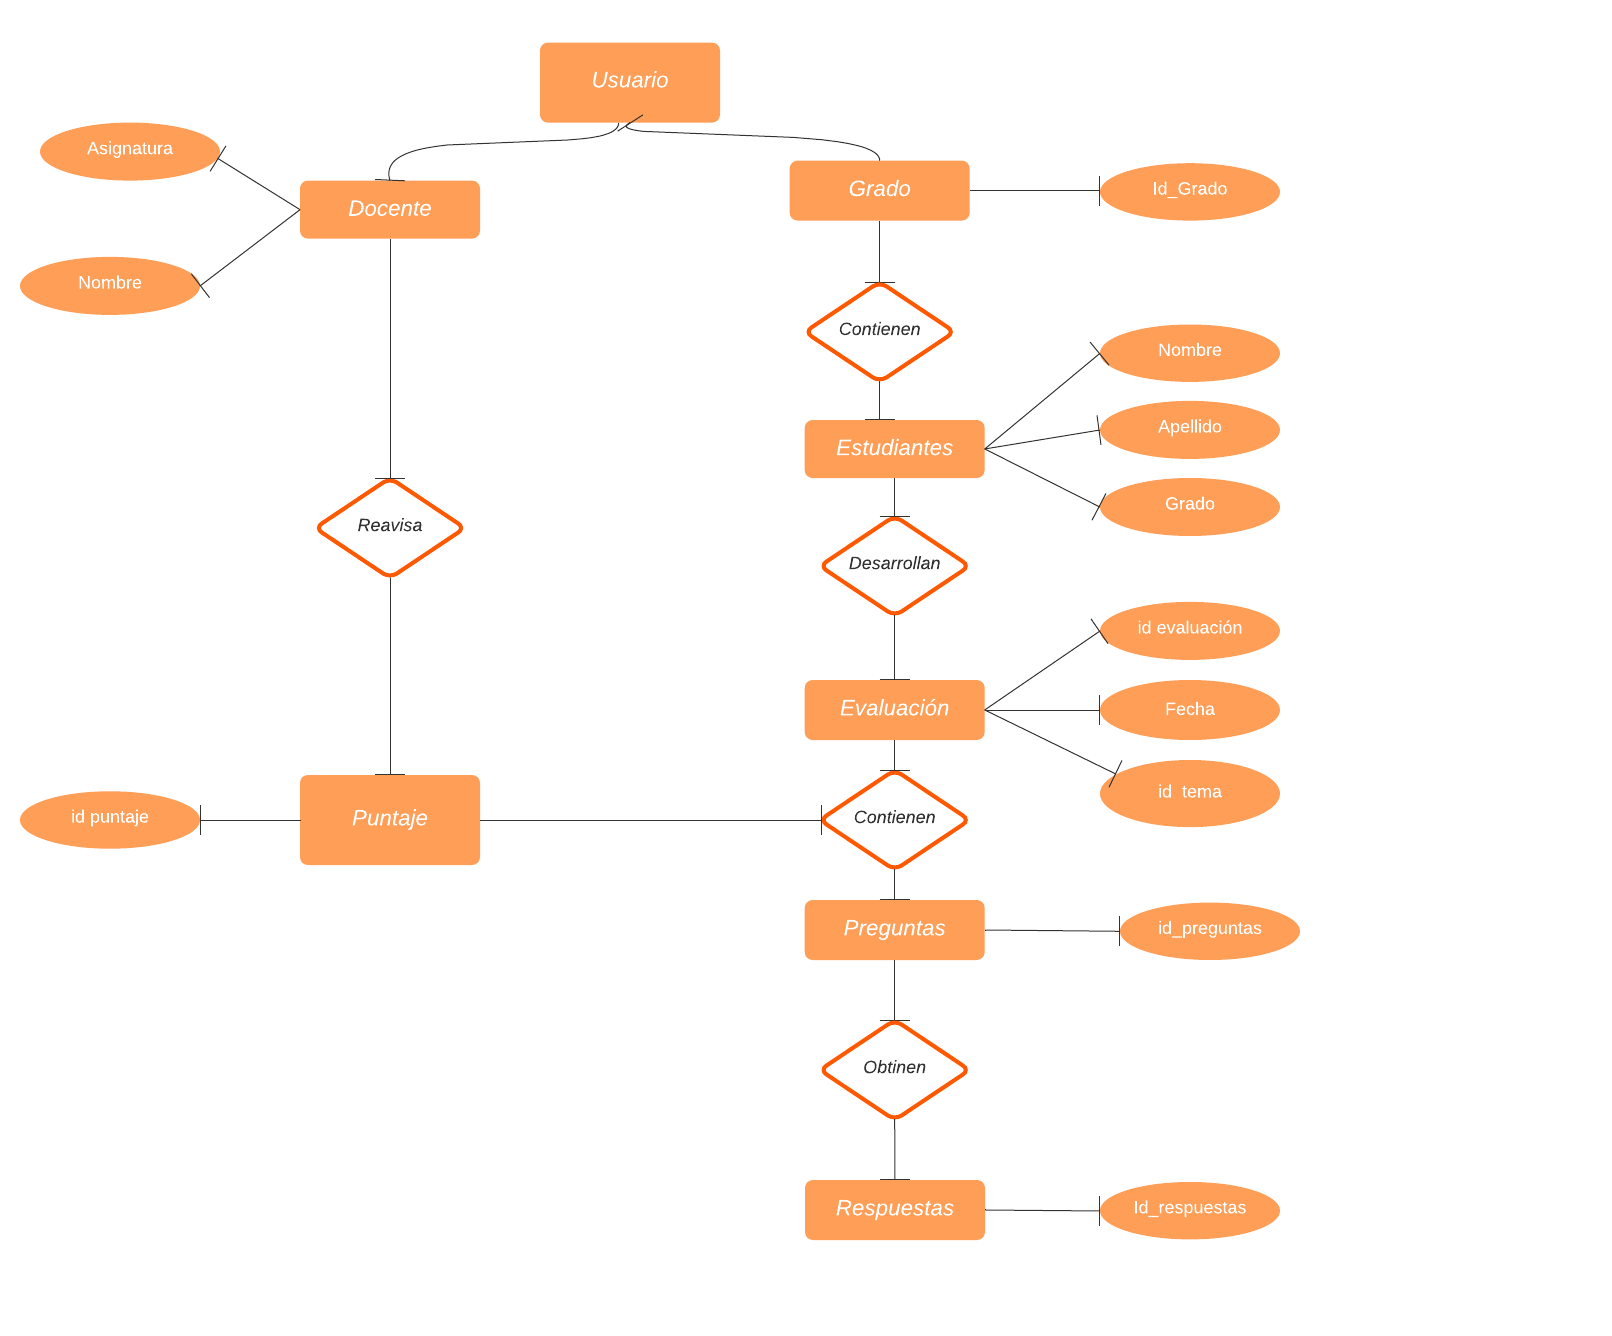 Usuario
Asignatura
Docente
Grado
Id_Grado
Nombre
Contienen
Nombre
Apellido
Estudiantes
Grado
Reavisa
Desarrollan
id evaluación
Evaluación
Fecha
id tema
id puntaje
Puntaje
Contienen
Preguntas
id_preguntas
Obtinen
Respuestas
Id_respuestas